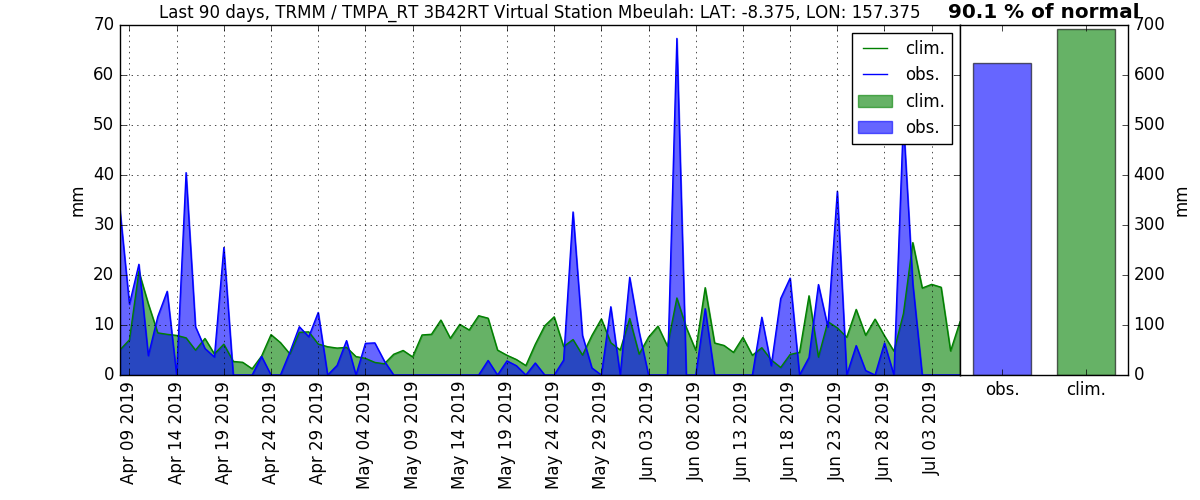 Last 90 days, TRMM / TMPA_RT 3B42RT Virtual Station Mbeulah: LAT: -8.375, LON: 157.375
90.1 % of normal
70
60
50
40
30
20
10
0
mm
clim.
obs.
clim.
obs.
700
600
500
400
300
200
100
0
mm
obs.
clim.
Apr 09 2019
Apr 14 2019
Apr 19 2019
Apr 24 2019
Apr 29 2019
May 04 2019
May 09 2019
May 14 2019
May 19 2019
May 24 2019
May 29 2019
Jun 03 2019
Jun 08 2019
Jun 13 2019
Jun 18 2019
Jun 23 2019
Jun 28 2019
Jul 03 2019